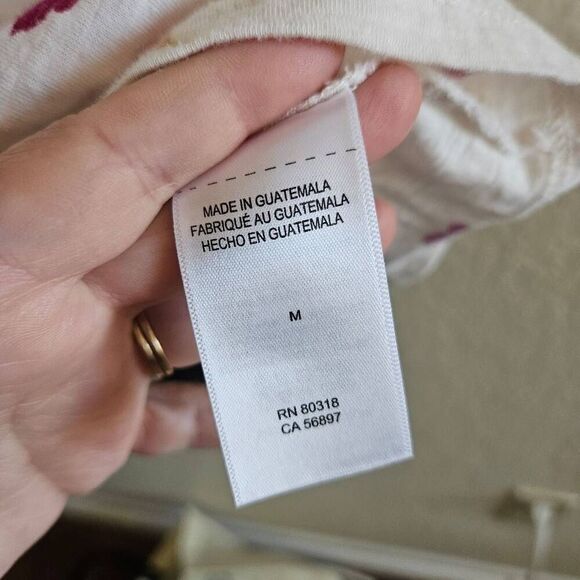 MADE IN GUATEMALA
FABRIQUÉ AU GUATEMALA
HECHO EN GUATEMALA
M
RN 80318
CA 56897